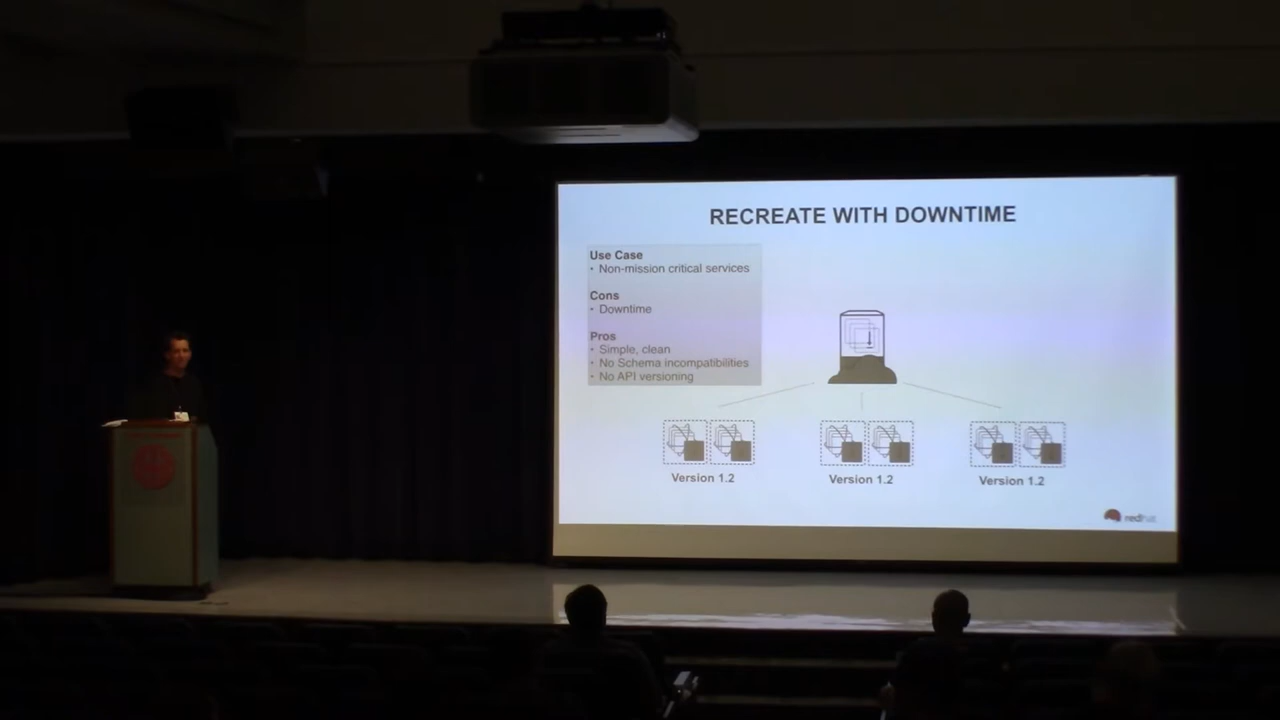 RECREATE WITH DOWNTIME
Use Case
• Non-mission critical services
Cons
• Downtime
Pros
• Simple, clean
• No Schema incompatibilities
• No API versioning
Version 1.2
Version 1.2
Version 1.2
redhat